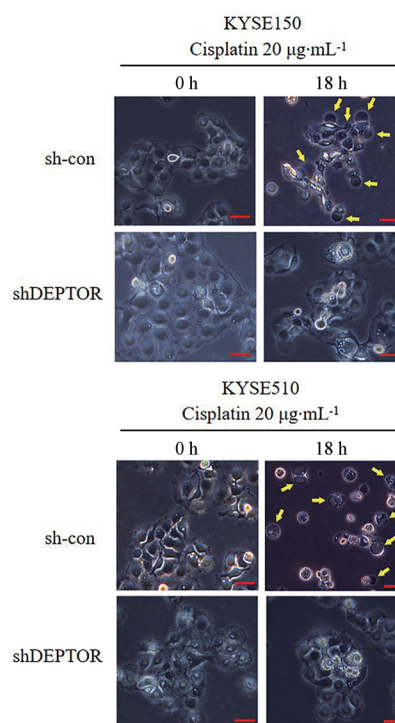 KYSE150
Cisplatin 20 μg·mL⁻¹
0 h 18 h
sh-con
shDEPTOR
KYSE510
Cisplatin 20 μg·mL⁻¹
0 h 18 h
sh-con
shDEPTOR